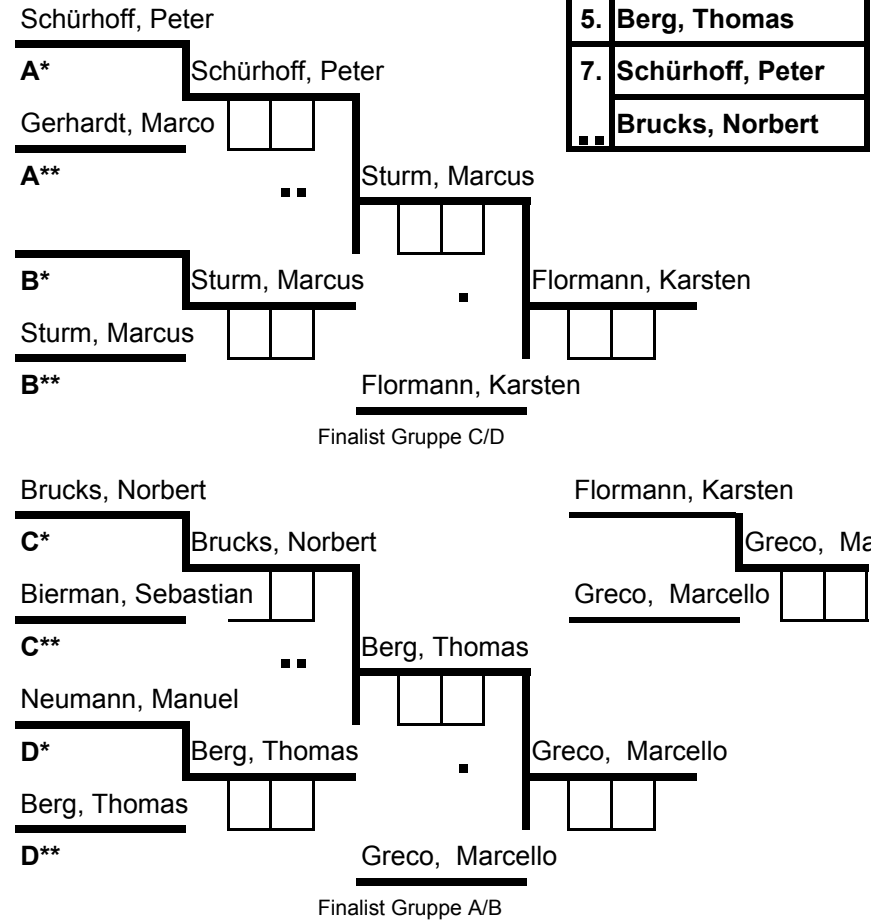 Schürhoff, Peter
5. Berg, Thomas
A*
Schürhoff, Peter
7. Schürhoff, Peter
Gerhardt, Marco
Brucks, Norbert
A**
Sturm, Marcus
B*
Sturm, Marcus
Flormann, Karsten
Sturm, Marcus
B**
Flormann, Karsten
Finalist Gruppe C/D
Brucks, Norbert
Flormann, Karsten
C*
Brucks, Norbert
Greco, Ma
Bierman, Sebastian
Greco, Marcello
C**
Berg, Thomas
Neumann, Manuel
D*
Berg, Thomas
Greco, Marcello
Berg, Thomas
D**
Greco, Marcello
Finalist Gruppe A/B